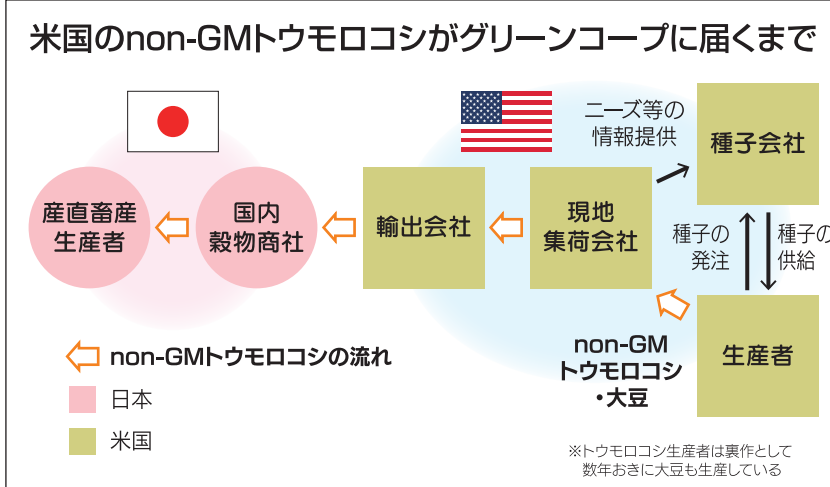 米国のnon-GMトウモロコシがグリーンコープに届くまで
ニーズ等の
情報提供
種子会社
産直畜産
生産者
国内
穀物商社
輸出会社
現地
集荷会社
種子の
発注
種子の
供給
non-GM
トウモロコシ
・大豆
生産者
non-GMトウモロコシの流れ
日本
米国
※トウモロコシ生産者は裏作として
数年おきに大豆も生産している